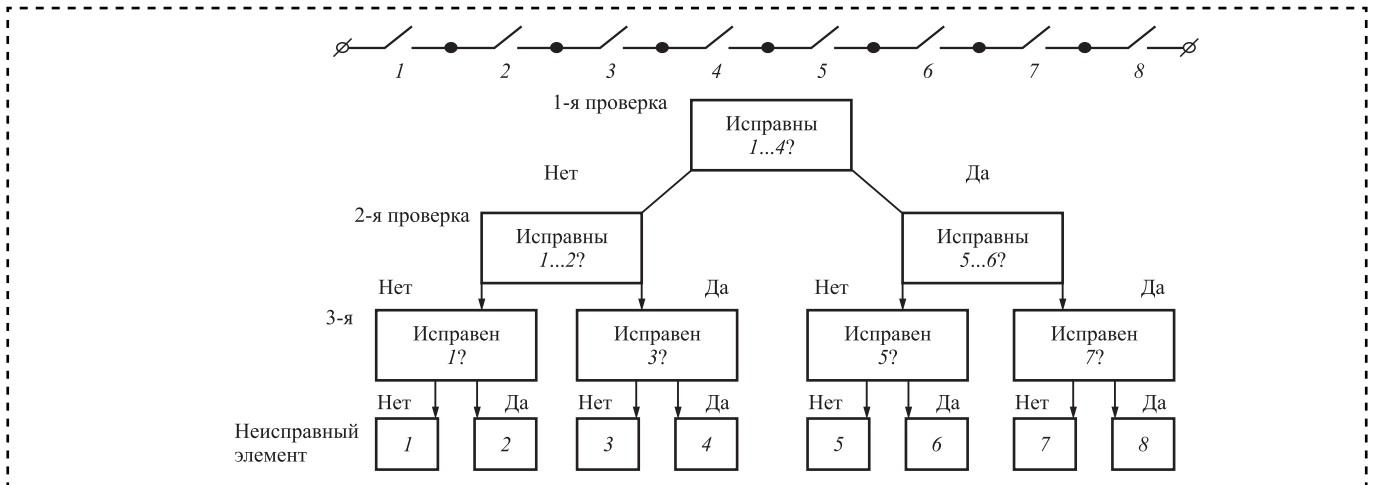 1 2 3 4 5 6 7 8
1-я проверка
Исправны
1...4?
Нет Да
2-я проверка
Исправны Исправны
1...2? 5...6?
Нет Да Нет Да
3-я
Исправен Исправен Исправен Исправен
1? 3? 5? 7?
Нет Да Нет Да Нет Да Нет Да
Неисправный
элемент
1 2 3 4 5 6 7 8